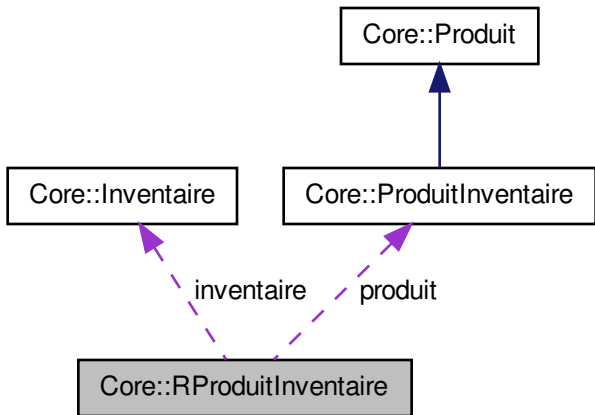 Core::Produit
Core::Inventaire
Core::ProduitInventaire
inventaire
produit
Core::RProduitInventaire